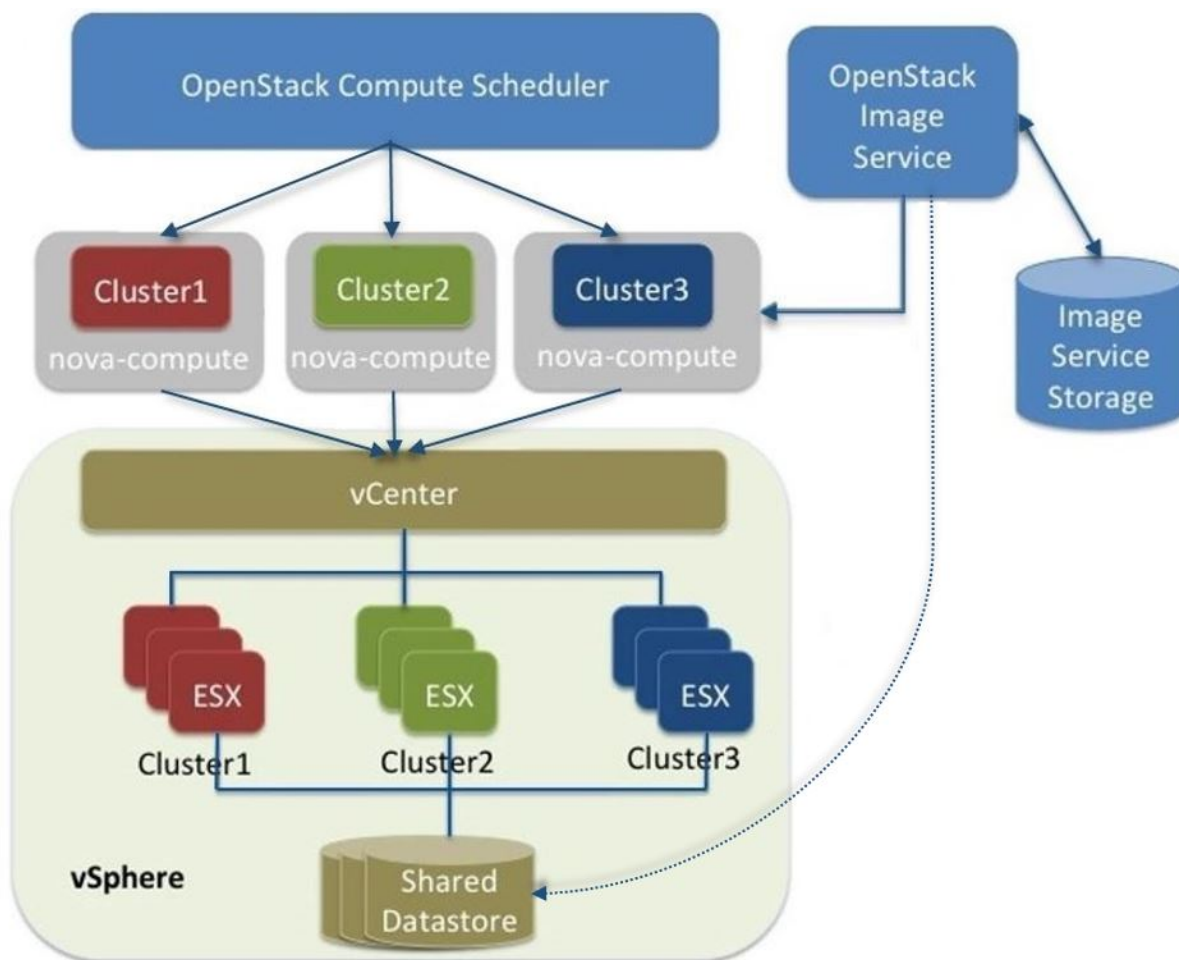 OpenStack Compute Scheduler
OpenStack
Image
Service
Cluster1
nova-compute
Cluster2
nova-compute
Cluster3
nova-compute
Image
Service
Storage
vCenter
ESX
Cluster1
ESX
Cluster2
ESX
Cluster3
vSphere
Shared
Datastore